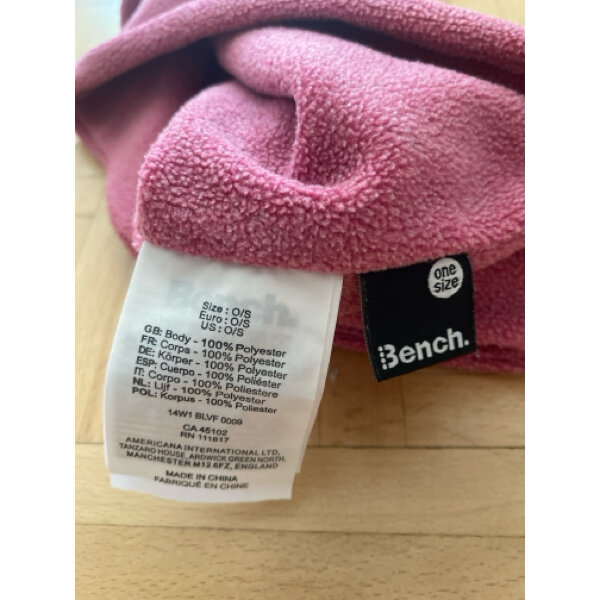 Size : O/S
Euro : O/S
US : O/S
GB: Body - 100% Polyester
FR: Corps - 100% Polyester
DE: Körper - 100% Polyester
ESP: Cuerpo - 100% Poliéster
IT: Corpo - 100% Poliestere
NL: Lijf - 100% Polyester
POL: Korpus - 100% Poliester
14W1 BLVF 0009
CA 45102
RN 111617
AMERICANA INTERNATIONAL LTD,
TANZARO HOUSE, ARDWICK GREEN NORTH,
MANCHESTER M12 6FZ, ENGLAND
MADE IN CHINA
FABRIQUÉ EN CHINE
one
size
Bench.